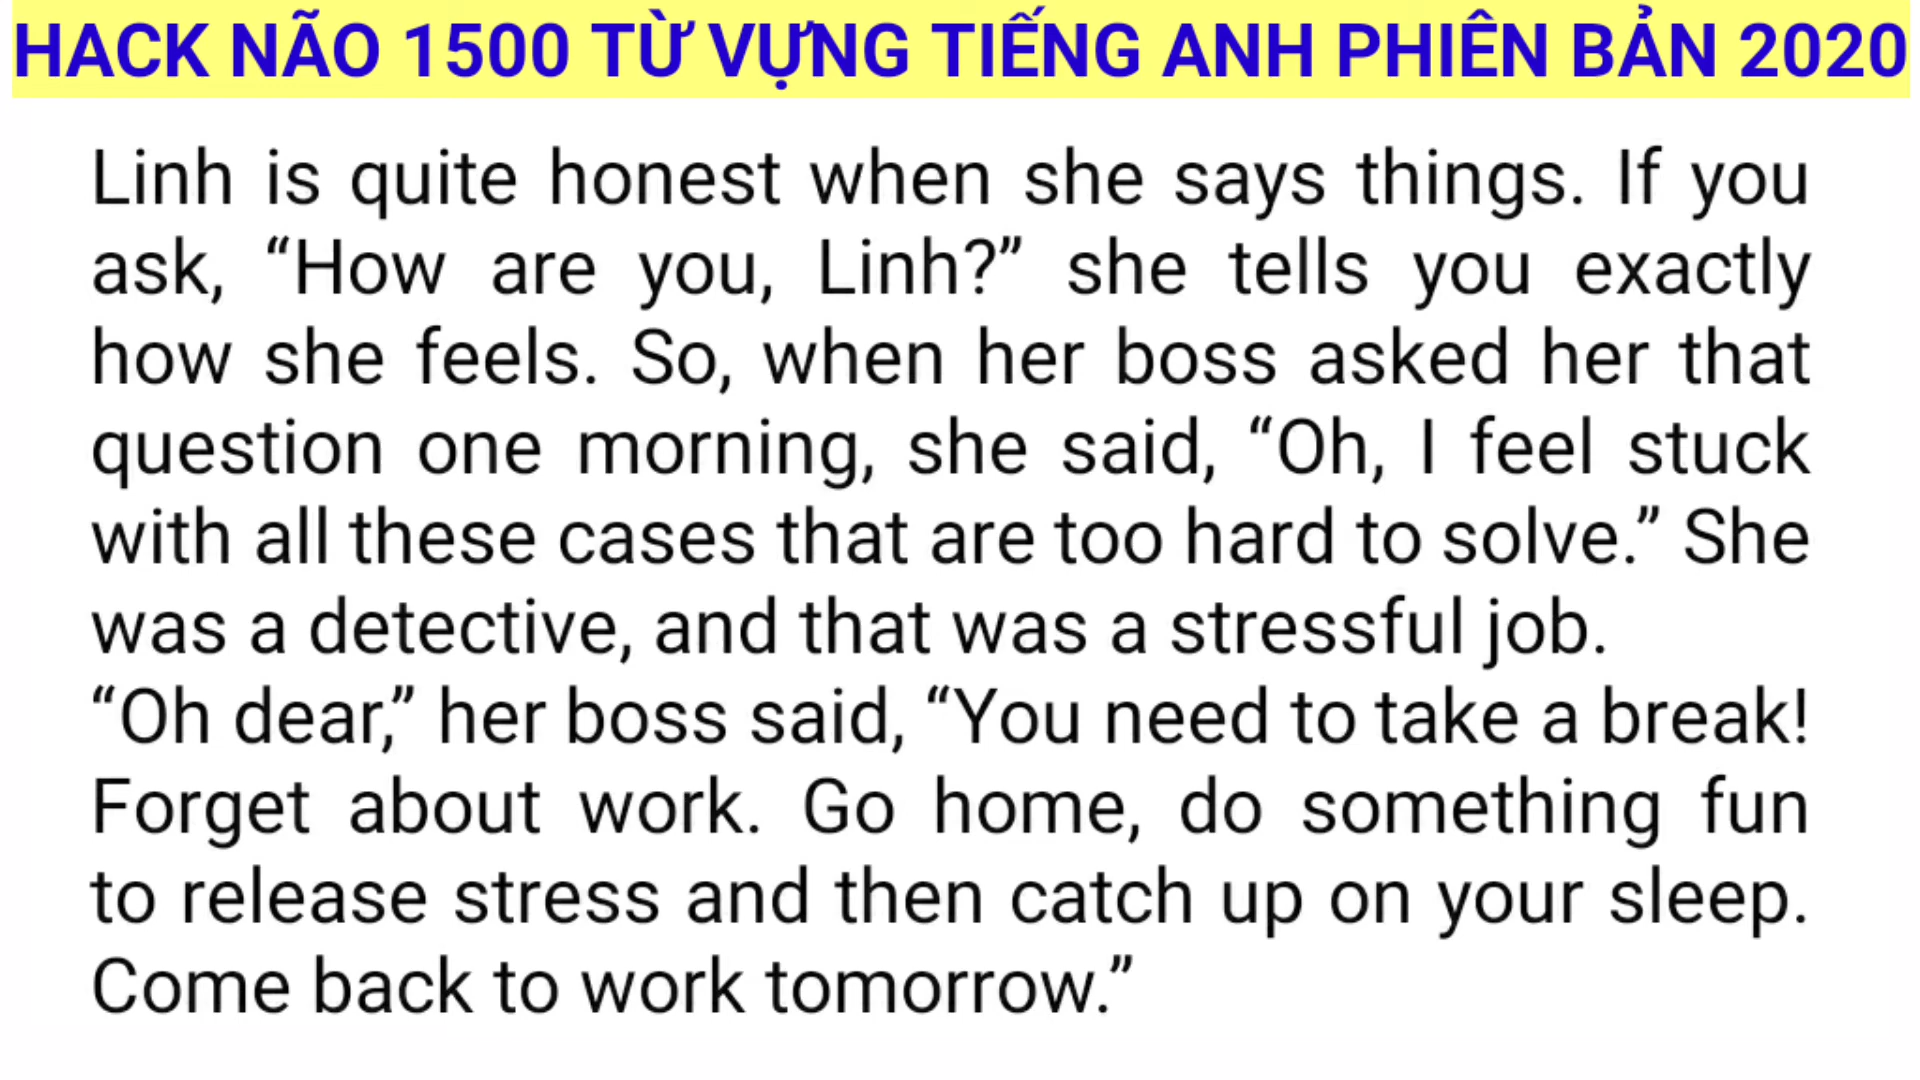 HACK NÃO 1500 TỪ VỰNG TIẾNG ANH PHIÊN BẢN 2020
Linh is quite honest when she says things. If you
ask, “How are you, Linh?” she tells you exactly
how she feels. So, when her boss asked her that
question one morning, she said, “Oh, I feel stuck
with all these cases that are too hard to solve.” She
was a detective, and that was a stressful job.
“Oh dear,” her boss said, “You need to take a break!
Forget about work. Go home, do something fun
to release stress and then catch up on your sleep.
Come back to work tomorrow.”